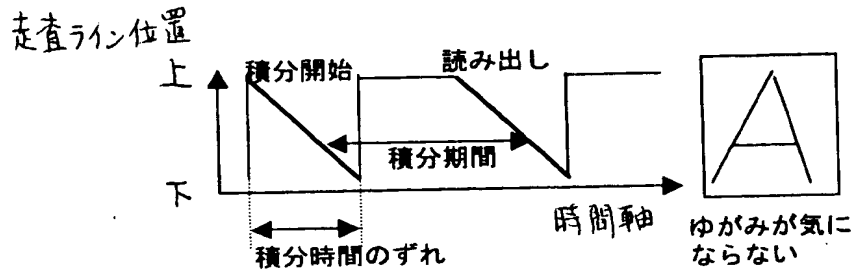 走査ライン位置
上
積分開始
読み出し
積分期間
下
時間軸
積分時間のずれ
A
ゆがみが気に
ならない